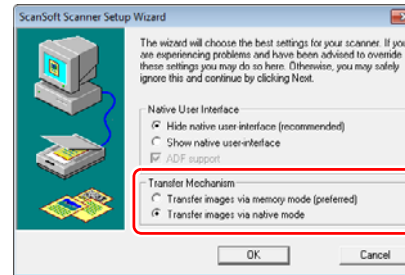 ScanSoft Scanner Setup Wizard
The wizard will choose the best settings for your scanner. If you
are experiencing problems and have been advised to override
these settings you may do so here. Otherwise, you may safely
ignore this and continue by clicking Next.
Native User Interface
Hide native user-interface (recommended)
Show native user-interface
ADF support
Transfer Mechanism
Transfer images via memory mode (preferred)
Transfer images via native mode
OK
Cancel